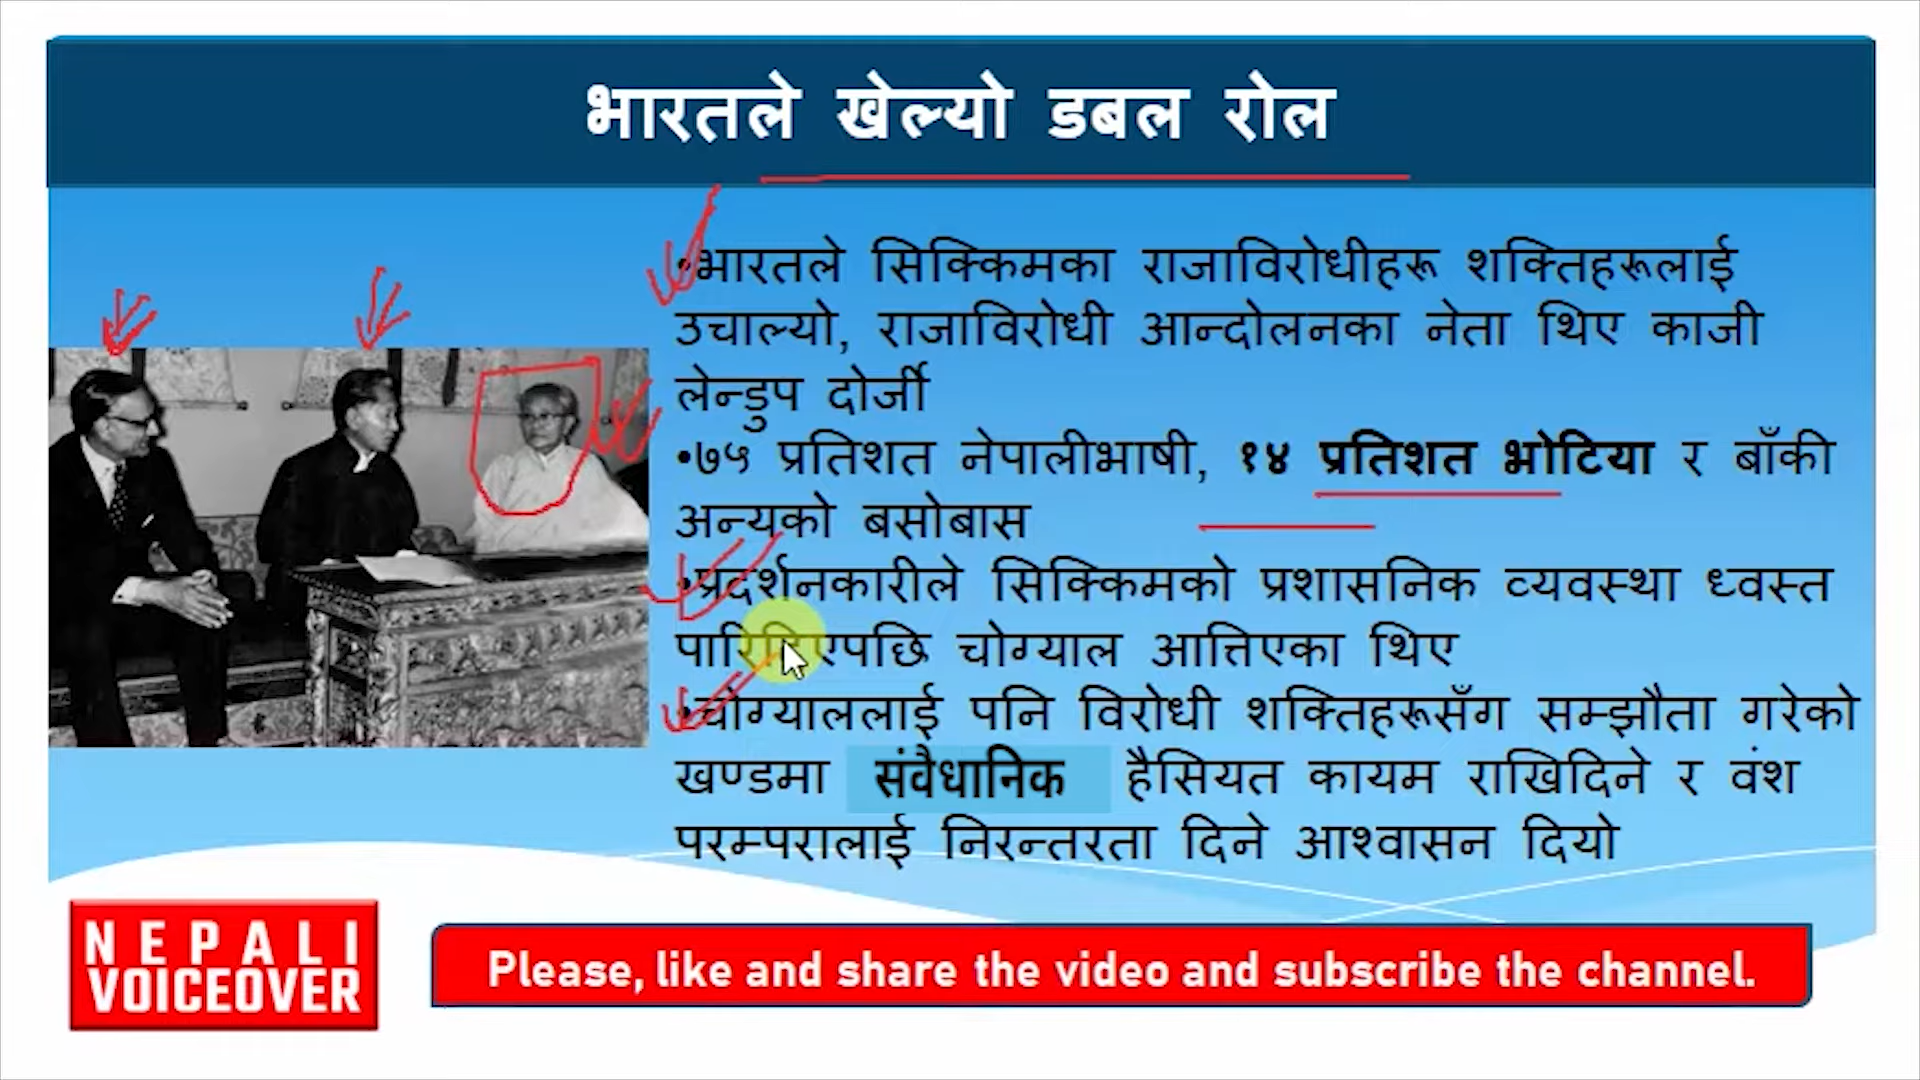 भारतले खेल्यो डबल रोल
•भारतले सिक्किमका राजाविरोधीहरू शक्तिहरूलाई
उचाल्यो, राजाविरोधी आन्दोलनका नेता थिए काजी
लेन्डुप दोर्जी
•७५ प्रतिशत नेपालीभाषी, १४ प्रतिशत भोटिया र बाँकी
अन्यको बसोबास
•प्रदर्शनकारीले सिक्किमको प्रशासनिक व्यवस्था ध्वस्त
पारिदिएपछि चोग्याल आत्तिएका थिए
•चोग्याललाई पनि विरोधी शक्तिहरूसँग सम्झौता गरेको
खण्डमा संवैधानिक हैसियत कायम राखिदिने र वंश
परम्परालाई निरन्तरता दिने आश्वासन दियो
NEPALI
VOICEOVER
Please, like and share the video and subscribe the channel.